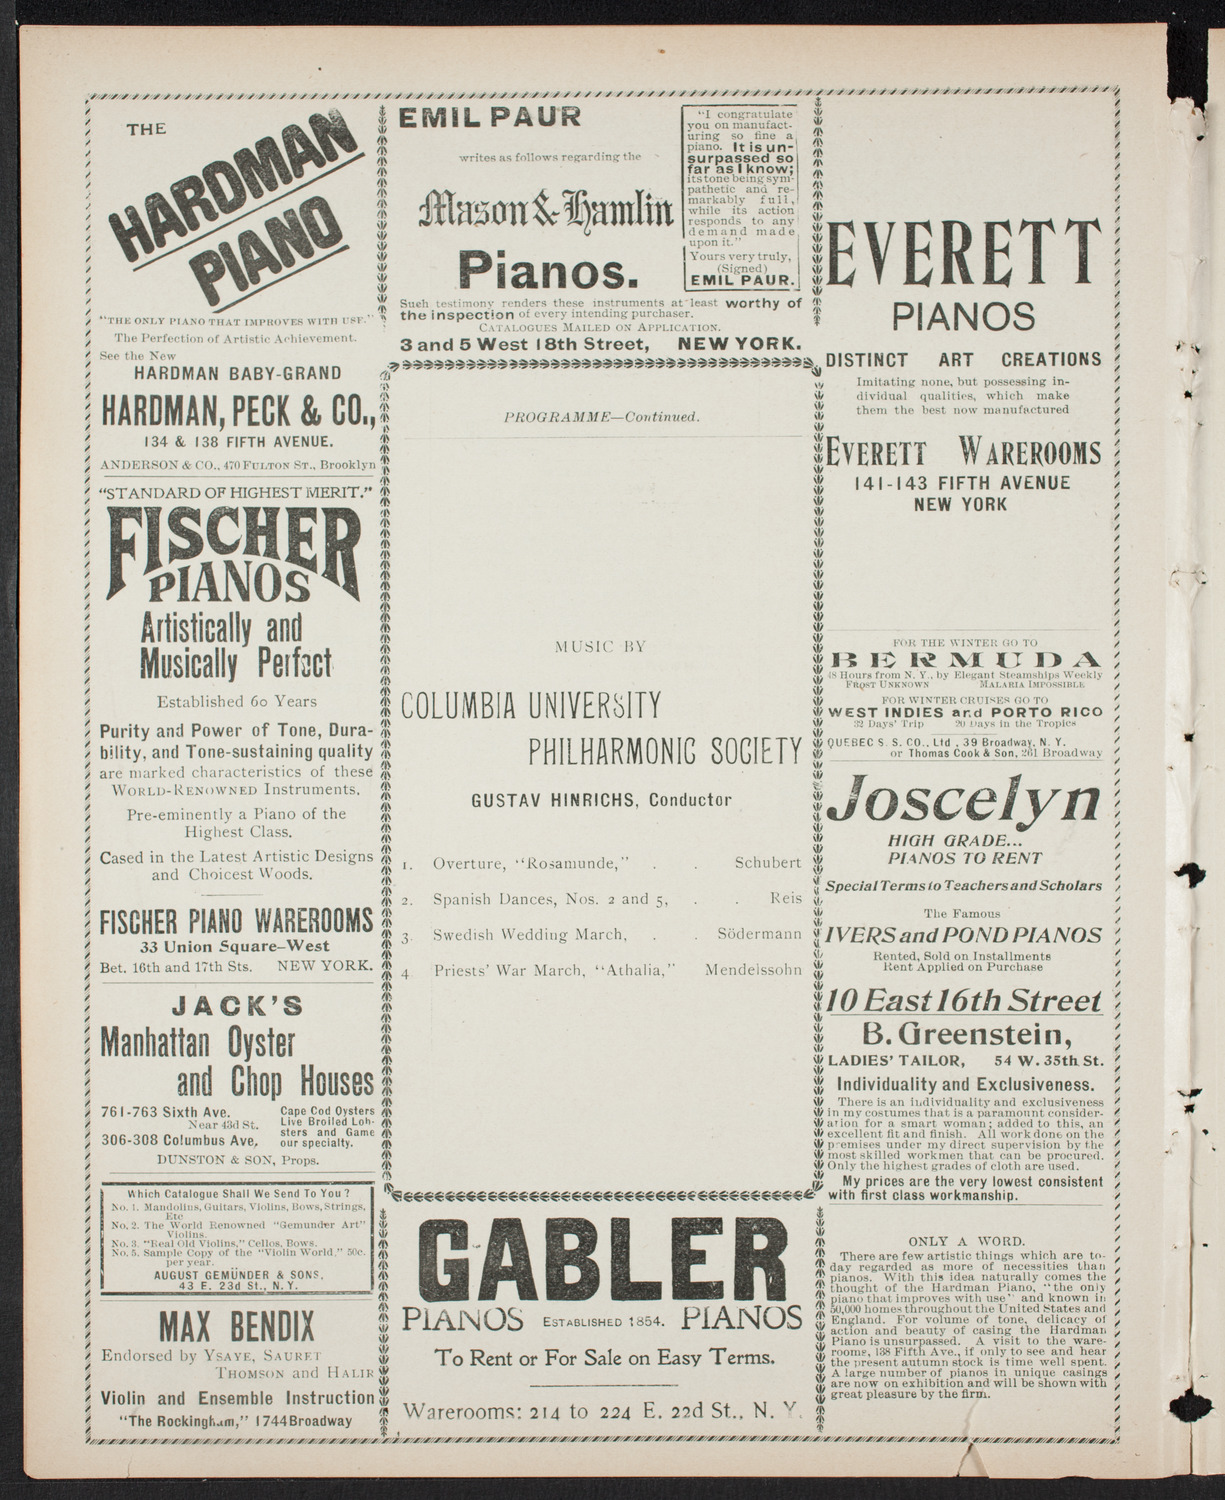 THE
HARDMAN
PIANO
"THE ONLY PIANO THAT IMPROVES WITH USE."
The Perfection of Artistic Achievement.
See the New
HARDMAN BABY-GRAND
HARDMAN, PECK & CO.,
134 & 138 FIFTH AVENUE.
ANDERSON & CO., 470 FULTON ST., Brooklyn
"STANDARD OF HIGHEST MERIT."
FISCHER
PIANOS
Artistically and
Musically Perfect
Established 60 Years
Purity and Power of Tone, Dura-
bility, and Tone-sustaining quality
are marked characteristics of these
WORLD-RENOWNED Instruments.
Pre-eminently a Piano of the
Highest Class.
Cased in the Latest Artistic Designs
and Choicest Woods.
FISCHER PIANO WAREROOMS
33 Union Square-West
Bet. 16th and 17th Sts. NEW YORK.
JACK'S
Manhattan Oyster
and Chop Houses
761-763 Sixth Ave.
Near 43d St.
306-308 Columbus Ave,
Cape Cod Oysters
Live Broiled Lob-
sters and Game
our specialty.
DUNSTON & SON, Props.
Which Catalogue Shall We Send To You?
No. 1. Mandolins, Guitars, Violins, Bows, Strings,
Etc
No. 2. The World Renowned "Gemunder Art"
Violins.
No. 3. "Real Old Violins," Cellos, Bows.
No. 5. Sample Copy of the "Violin World," 50c.
per year.
AUGUST GEMÜNDER & SONS,
43 E. 23d St., N. Y.
MAX BENDIX
Endorsed by YSAYE, SAURET
THOMSON and HALIR
Violin and Ensemble Instruction
"The Rockingham," 1744 Broadway
EMIL PAUR
writes as follows regarding the
Mason & Hamlin
Pianos.
"I congratulate
you on manufact-
uring so fine a
piano. It is un-
surpassed so
far as I know;
its tone being sym-
pathetic and re-
markably full,
while its action
responds to any
demand made
upon it."
Yours very truly,
(Signed)
EMIL PAUR.
Such testimony renders these instruments at least worthy of
the inspection of every intending purchaser.
CATALOGUES MAILED ON APPLICATION.
3 and 5 West 18th Street, NEW YORK.
PROGRAMME—Continued.
MUSIC BY
COLUMBIA UNIVERSITY
PHILHARMONIC SOCIETY
GUSTAV HINRICHS, Conductor
1. Overture, "Rosamunde," . . Schubert
2. Spanish Dances, Nos. 2 and 5, . . Reis
3. Swedish Wedding March, . . Södermann
4 Priests' War March, "Athalia," Mendelssohn
GABLER
PIANOS ESTABLISHED 1854. PIANOS
To Rent or For Sale on Easy Terms.
Warerooms: 214 to 224 E. 22d St., N. Y.
EVERETT
PIANOS
DISTINCT ART CREATIONS
Imitating none, but possessing in-
dividual qualities, which make
them the best now manufactured
EVERETT WAREROOMS
141-143 FIFTH AVENUE
NEW YORK
FOR THE WINTER GO TO
BERMUDA
48 Hours from N. Y., by Elegant Steamships Weekly
FROST UNKNOWN MALARIA IMPOSSIBLE
FOR WINTER CRUISES GO TO
WEST INDIES and PORTO RICO
32 Days' Trip 20 Days in the Tropics
QUEBEC S. S. CO., Ltd. 39 Broadway, N. Y.
or Thomas Cook & Son, 261 Broadway
Joscelyn
HIGH GRADE...
PIANOS TO RENT
Special Terms to Teachers and Scholars
The Famous
IVERS and POND PIANOS
Rented, Sold on Installments
Rent Applied on Purchase
10 East 16th Street
B. Greenstein,
LADIES' TAILOR, 54 W. 35th St.
Individuality and Exclusiveness.
There is an individuality and exclusiveness
in my costumes that is a paramount consider-
ation for a smart woman; added to this, an
excellent fit and finish. All work done on the
premises under my direct supervision by the
most skilled workmen that can be procured.
Only the highest grades of cloth are used.
My prices are the very lowest consistent
with first class workmanship.
ONLY A WORD.
There are few artistic things which are to-
day regarded as more of necessities than
pianos. With this idea naturally comes the
thought of the Hardman Piano, "the only
piano that improves with use" and known in
50,000 homes throughout the United States and
England. For volume of tone, delicacy of
action and beauty of casing the Hardman
Piano is unsurpassed. A visit to the ware-
rooms, 138 Fifth Ave., if only to see and hear
the present autumn stock is time well spent.
A large number of pianos in unique casings
are now on exhibition and will be shown with
great pleasure by the firm.